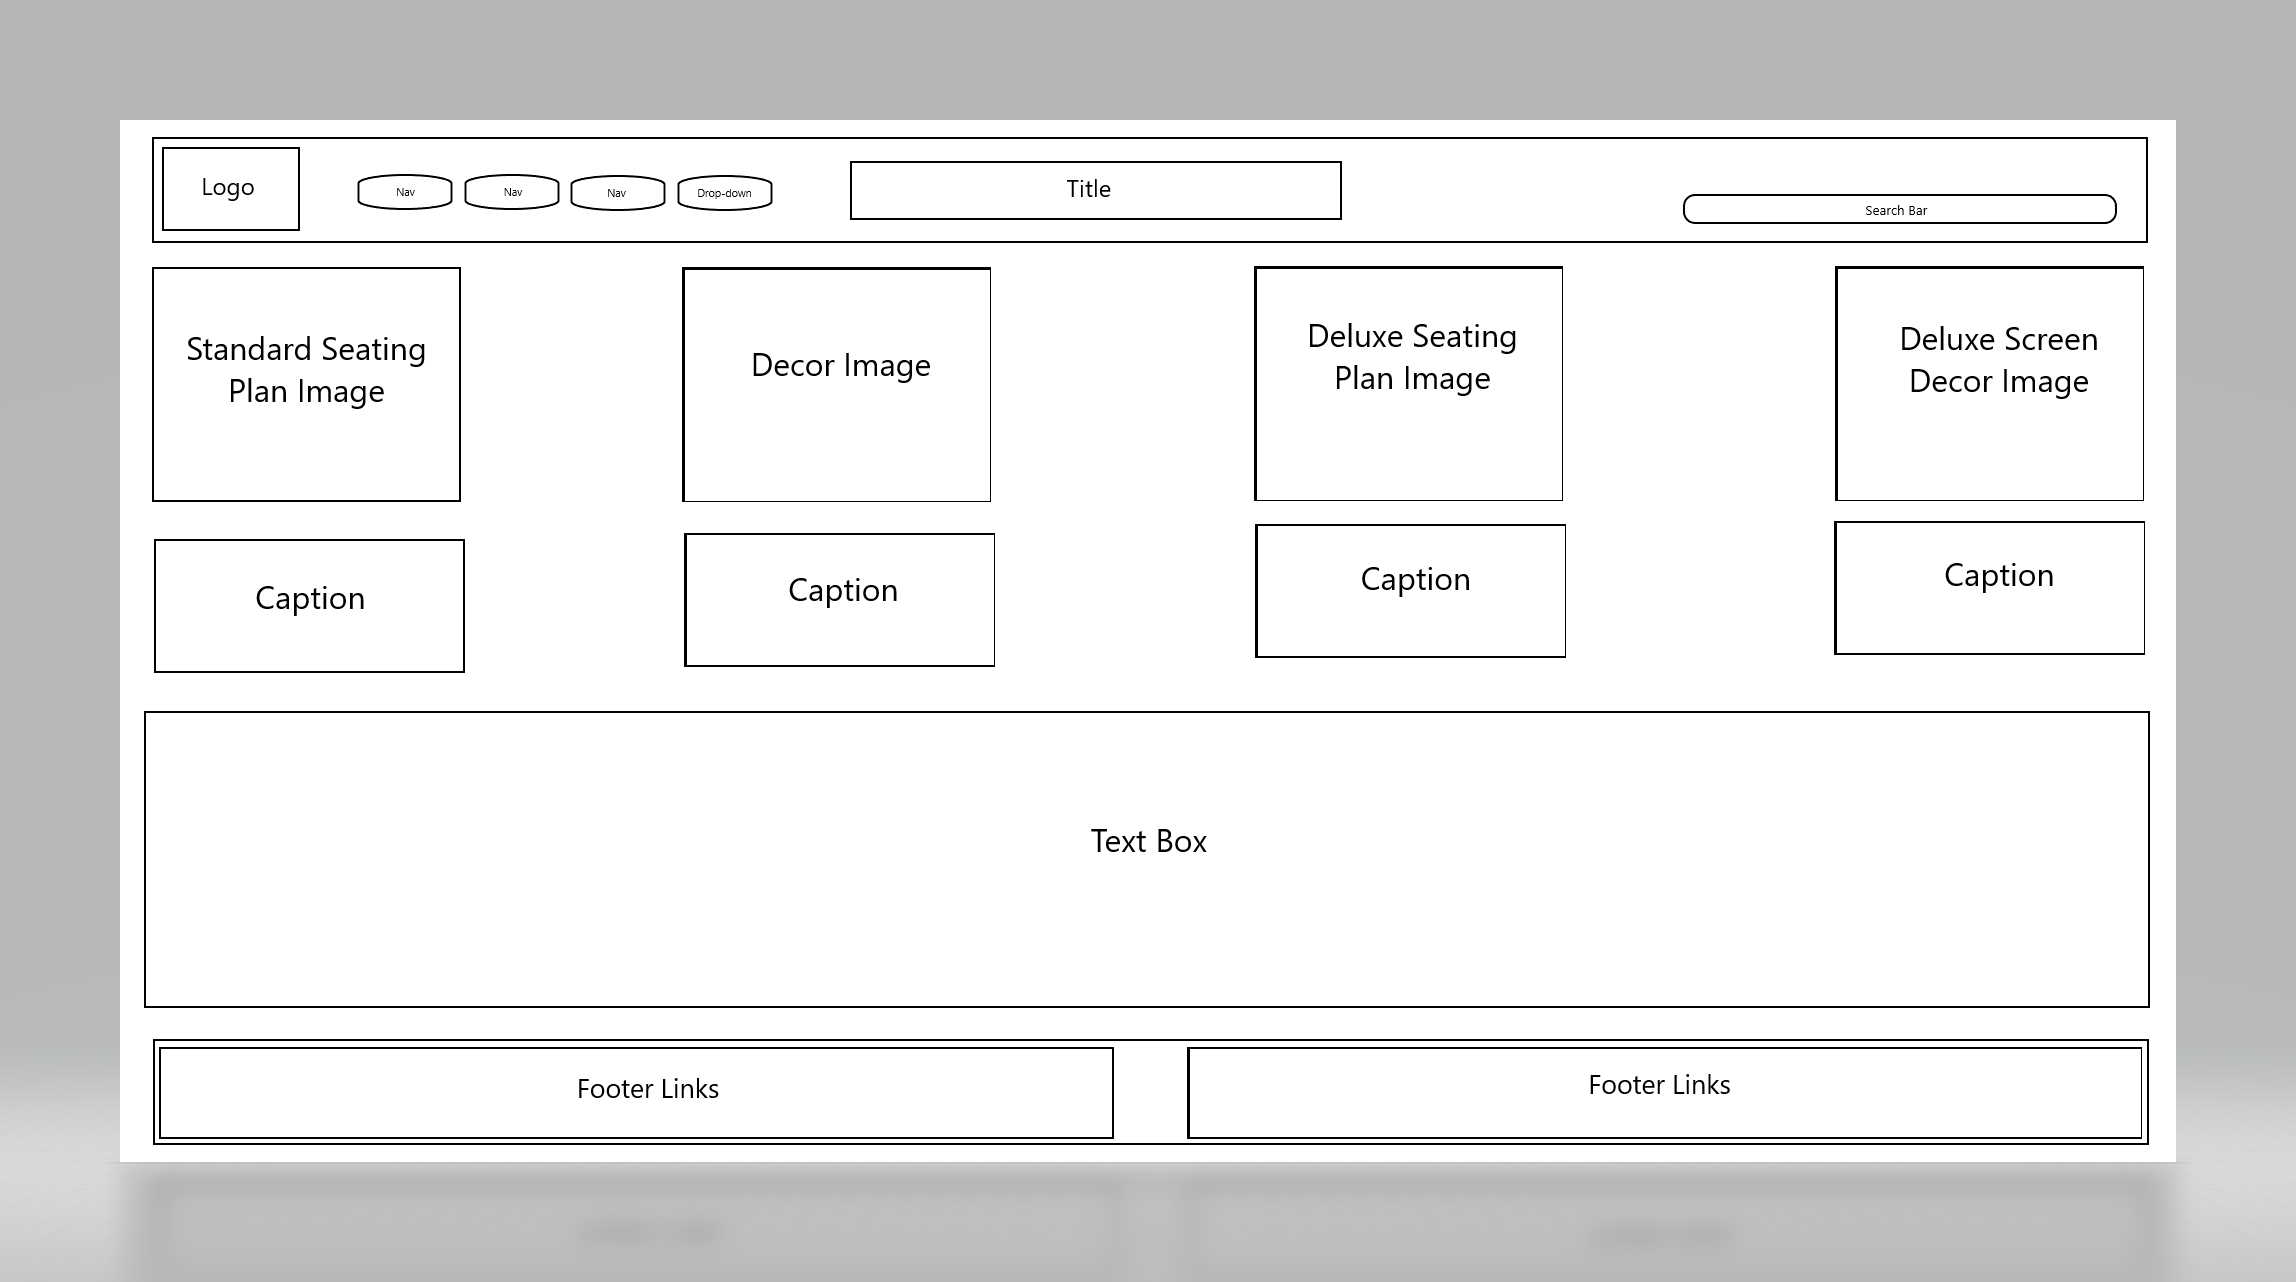 Logo
Nav
Nav
Nav
Drop-down
Title
Search Bar
Standard Seating
Plan Image
Decor Image
Deluxe Seating
Plan Image
Deluxe Screen
Decor Image
Caption
Caption
Caption
Caption
Text Box
Footer Links
Footer Links